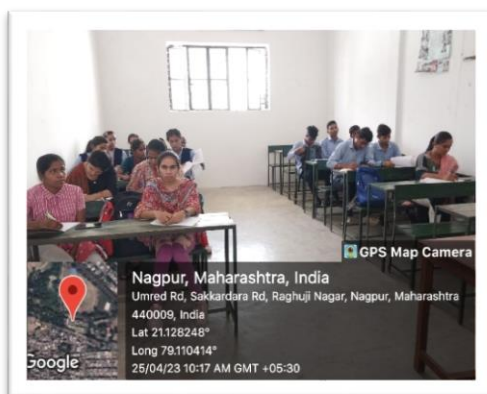 GPS Map Camera
Nagpur, Maharashtra, India
Umred Rd, Sakkardara Rd, Raghuji Nagar, Nagpur, Maharashtra
440009, India
Lat 21.128248°
Long 79.110414°
25/04/23 10:17 AM GMT +05:30
Google